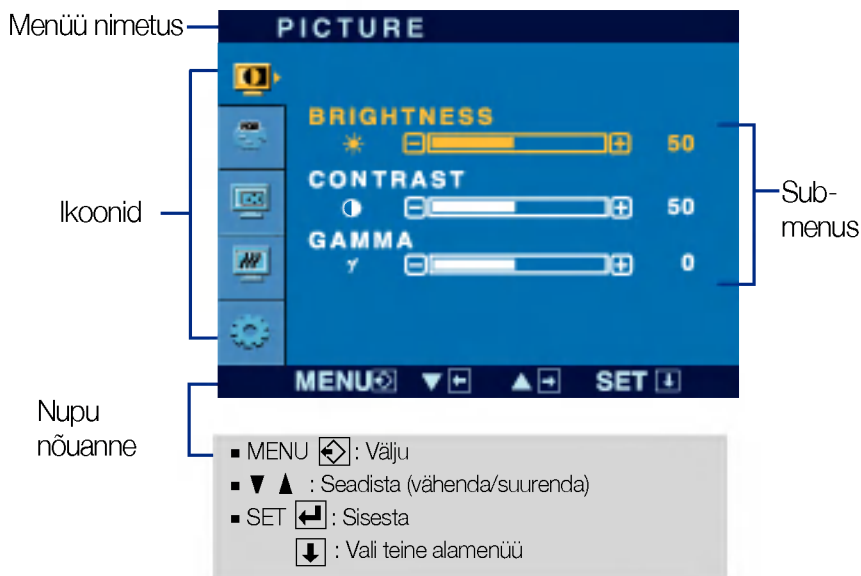 Menüü nimetus
PICTURE
BRIGHTNESS
50
CONTRAST
50
GAMMA
0
Ikoonid
Sub-
menus
MENU ▼ ▲ SET
Nupu
nõuanne
■ MENU : Välju
■ ▼ ▲ : Seadista (vähenda/suurenda)
■ SET : Sisesta
: Vali teine alamenüü